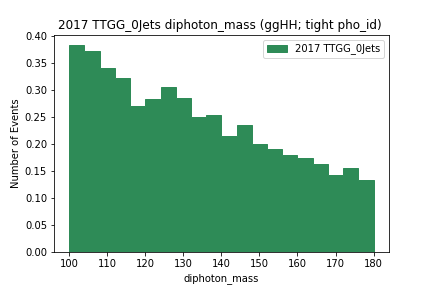 2017 TTGG_0Jets diphoton_mass (ggHH; tight pho_id)
2017 TTGG_0Jets
Number of Events
0.40
0.35
0.30
0.25
0.20
0.15
0.10
0.05
0.00
100 110 120 130 140 150 160 170 180
diphoton_mass